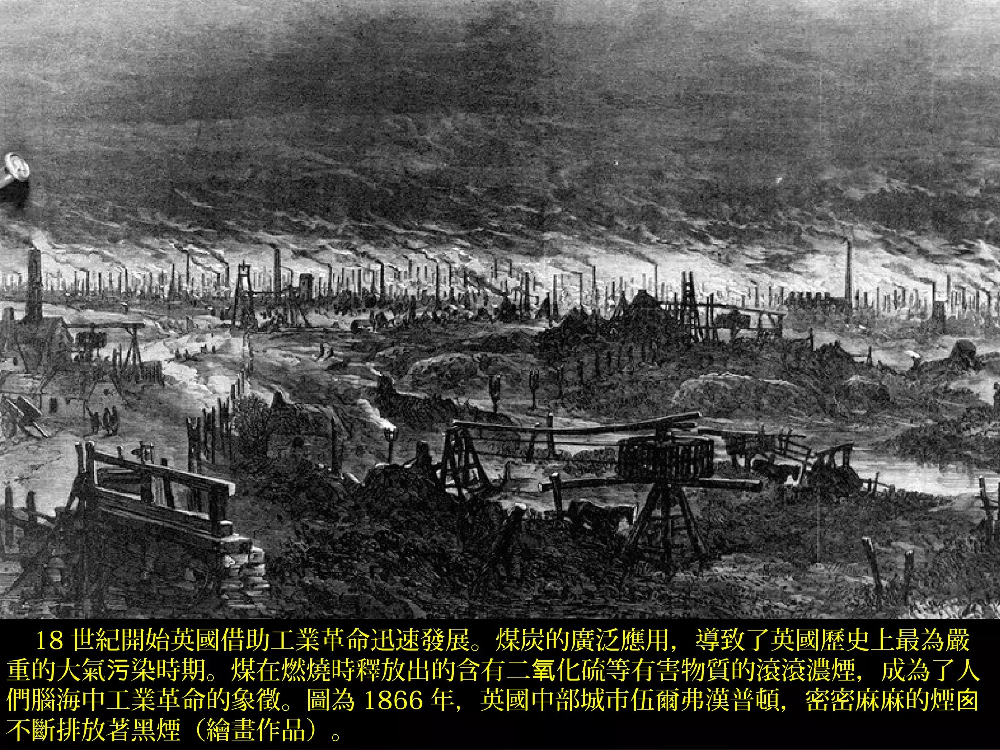 18 世紀開始英國借助工業革命迅速發展。煤炭的廣泛應用，導致了英國歷史上最為嚴
重的大氣污染時期。煤在燃燒時釋放出的含有二氧化硫等有害物質的滾滾濃煙，成為了人
們腦海中工業革命的象徵。圖為 1866 年，英國中部城市伍爾弗漢普頓，密密麻麻的煙囪
不斷排放著黑煙（繪畫作品）。